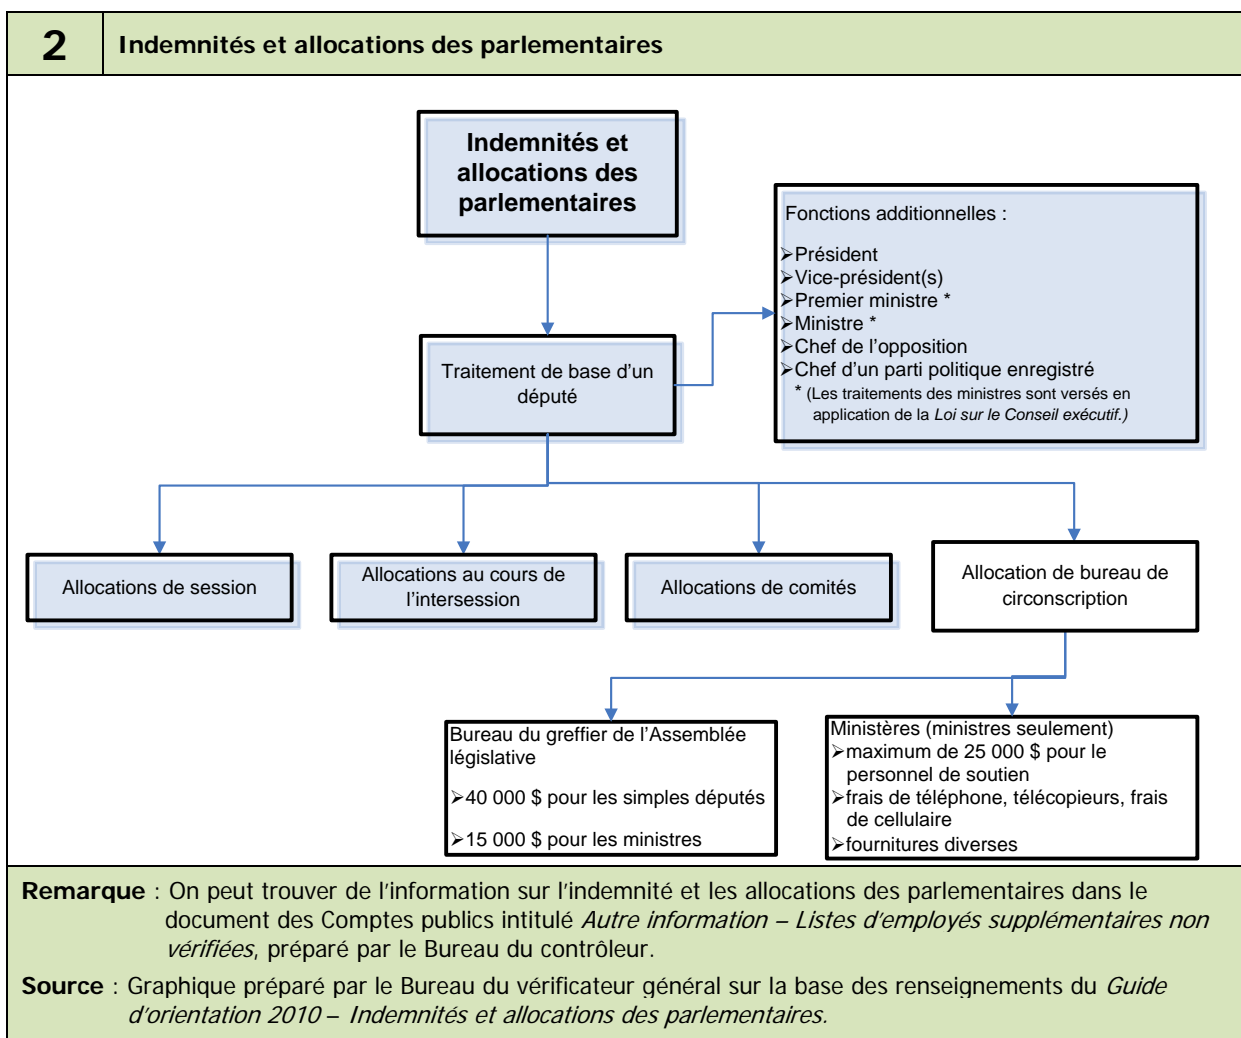 2
Indemnités et allocations des parlementaires
Indemnités et
allocations des
parlementaires
Fonctions additionnelles :
➢Président
➢Vice-président(s)
➢Premier ministre *
➢Ministre *
➢Chef de l'opposition
➢Chef d'un parti politique enregistré
* (Les traitements des ministres sont versés en
application de la Loi sur le Conseil exécutif.)
Traitement de base d'un
député
Allocations de session
Allocations au cours de
l'intersession
Allocations de comités
Allocation de bureau de
circonscription
Bureau du greffier de l'Assemblée
législative
➢40 000 $ pour les simples députés
➢15 000 $ pour les ministres
Ministères (ministres seulement)
➢maximum de 25 000 $ pour le
personnel de soutien
➢frais de téléphone, télécopieurs, frais
de cellulaire
➢fournitures diverses
Remarque : On peut trouver de l'information sur l'indemnité et les allocations des parlementaires dans le
document des Comptes publics intitulé Autre information – Listes d'employés supplémentaires non
vérifiées, préparé par le Bureau du contrôleur.
Source : Graphique préparé par le Bureau du vérificateur général sur la base des renseignements du Guide
d'orientation 2010 – Indemnités et allocations des parlementaires.